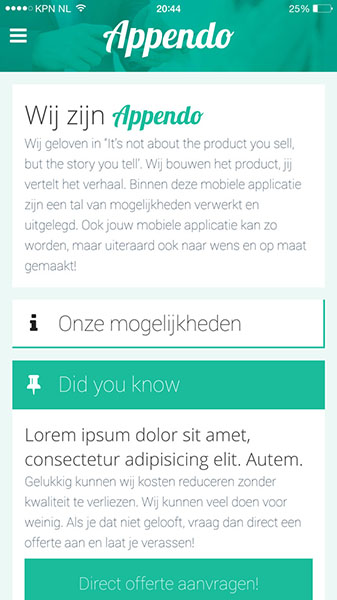 KPN NL 20:44 25%
Appendo
Wij zijn Appendo
Wij geloven in "It's not about the product you sell,
but the story you tell'. Wij bouwen het product, jij
vertelt het verhaal. Binnen deze mobiele applicatie
zijn een tal van mogelijkheden verwerkt en
uitgelegd. Ook jouw mobiele applicatie kan zo
worden, maar uiteraard ook naar wens en op maat
gemaakt!
Onze mogelijkheden
Did you know
Lorem ipsum dolor sit amet,
consectetur adipisicing elit. Autem.
Gelukkig kunnen wij kosten reduceren zonder
kwaliteit te verliezen. Wij kunnen veel doen voor
weinig. Als je dat niet gelooft, vraag dan direct een
offerte aan en laat je verassen!
Direct offerte aanvragen!